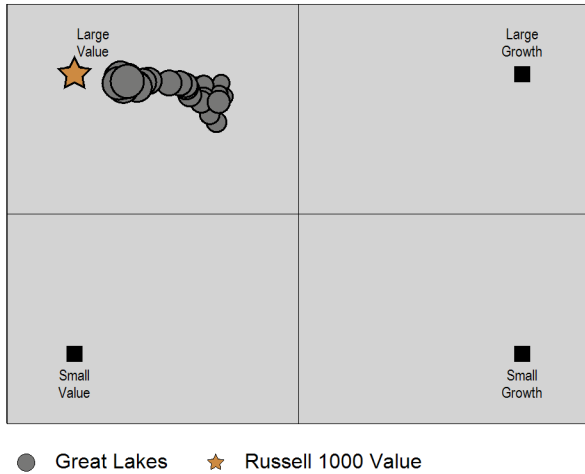 Large
Value
Large
Growth
Small
Value
Small
Growth
Great Lakes
Russell 1000 Value